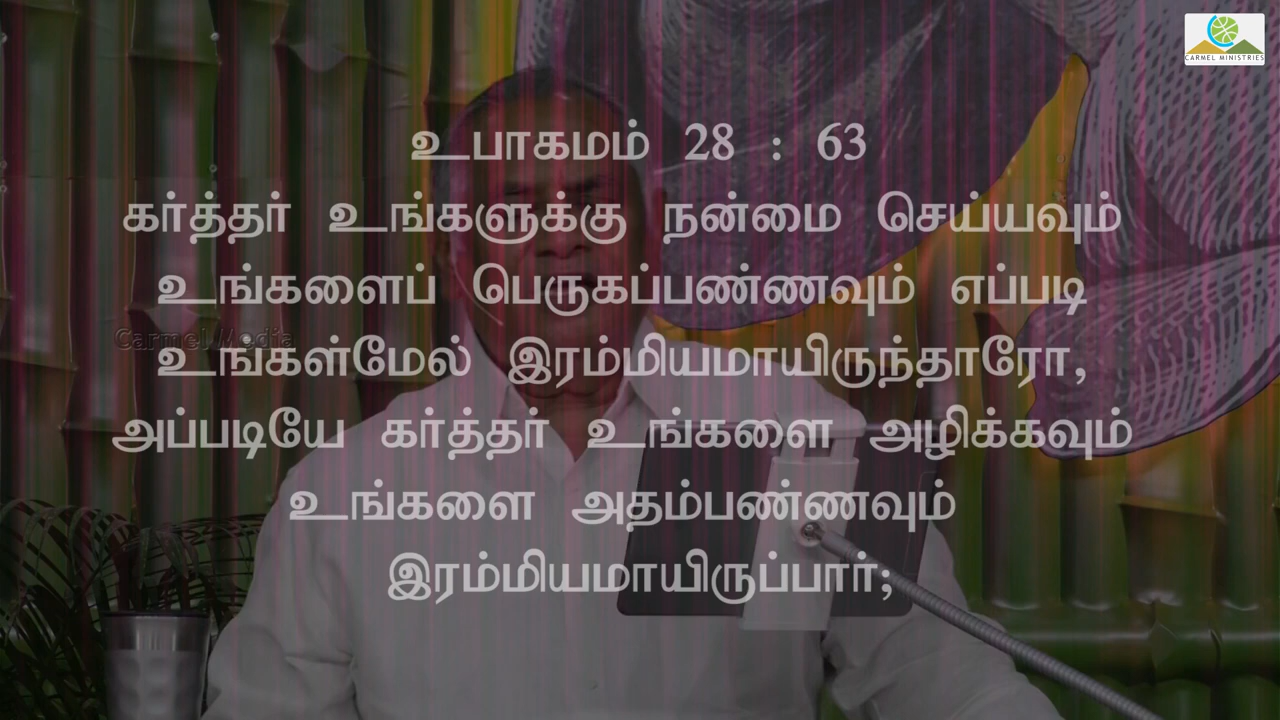 CARMEL MINISTRIES
உபாகமம் 28 : 63
கர்த்தர் உங்களுக்கு நன்மை செய்யவும்
உங்களைப் பெருகப்பண்ணவும் எப்படி
Carmel Media
உங்கள்மேல் இரம்மியமாயிருந்தாரோ,
அப்படியே கர்த்தர் உங்களை அழிக்கவும்
உங்களை அதம்பண்ணவும்
இரம்மியமாயிருப்பார்;